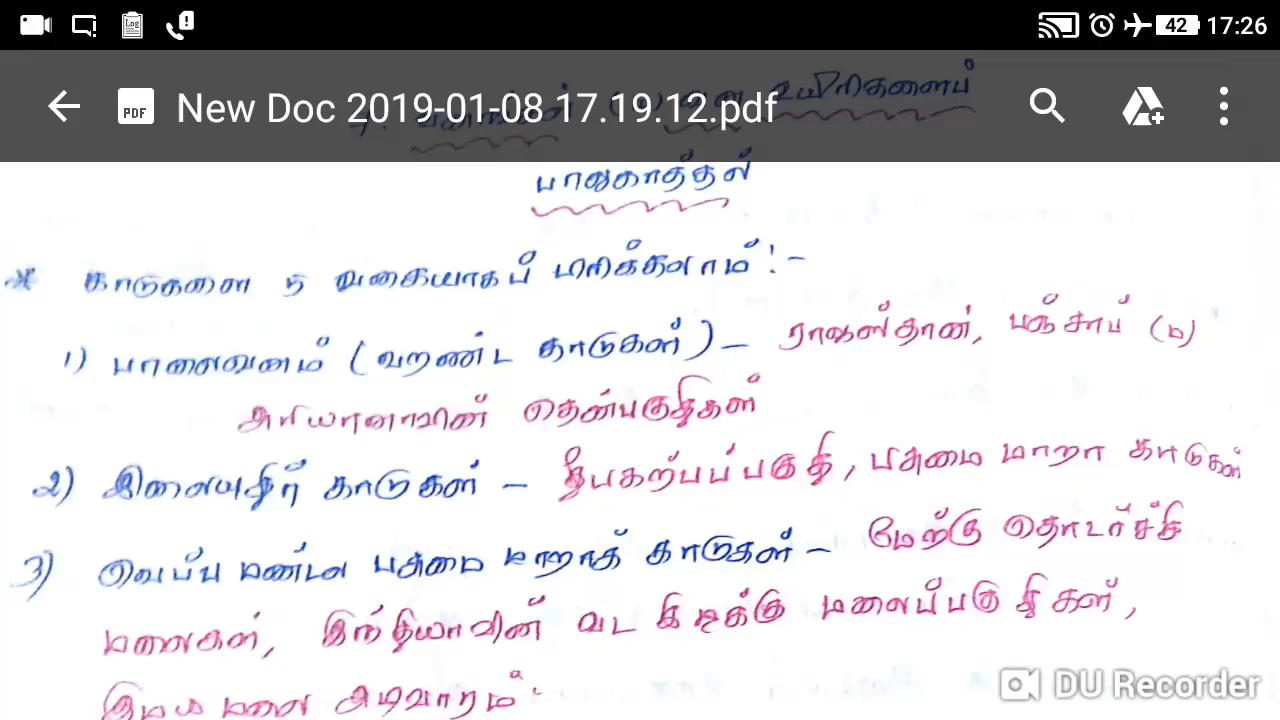 42 17:26
New Doc 2019-01-08 17.19.12.pdf
உயிரிகளைப்
பாதுகாத்தல்
* காடுகளை 5 வகையாகப் பிரிக்கலாம் :-
1) பாலைவனம் (வறண்ட காடுகள்) - ராஜஸ்தான், பஞ்சாப் (ம)
அரியானாவின் தென்பகுதிகள்
2) இலையுதிர் காடுகள் - தீபகற்பப்பகுதி, பசுமை மாறா காடுகள்
3) வெப்ப மண்டல பசுமை மாறாக் காடுகள் - மேற்கு தொடர்ச்சி
மலைகள், இந்தியாவின் வட கிழக்கு மலைப்பகுதிகள்,
இமய மலை அடிவாரம்.
DU Recorder